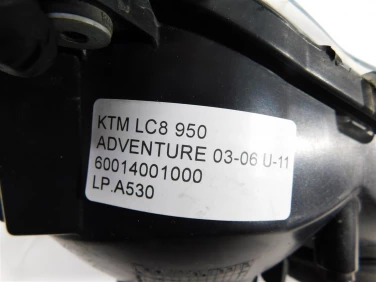 KTM LC8 950
ADVENTURE 03-06 U-11
60014001000
LP.A530